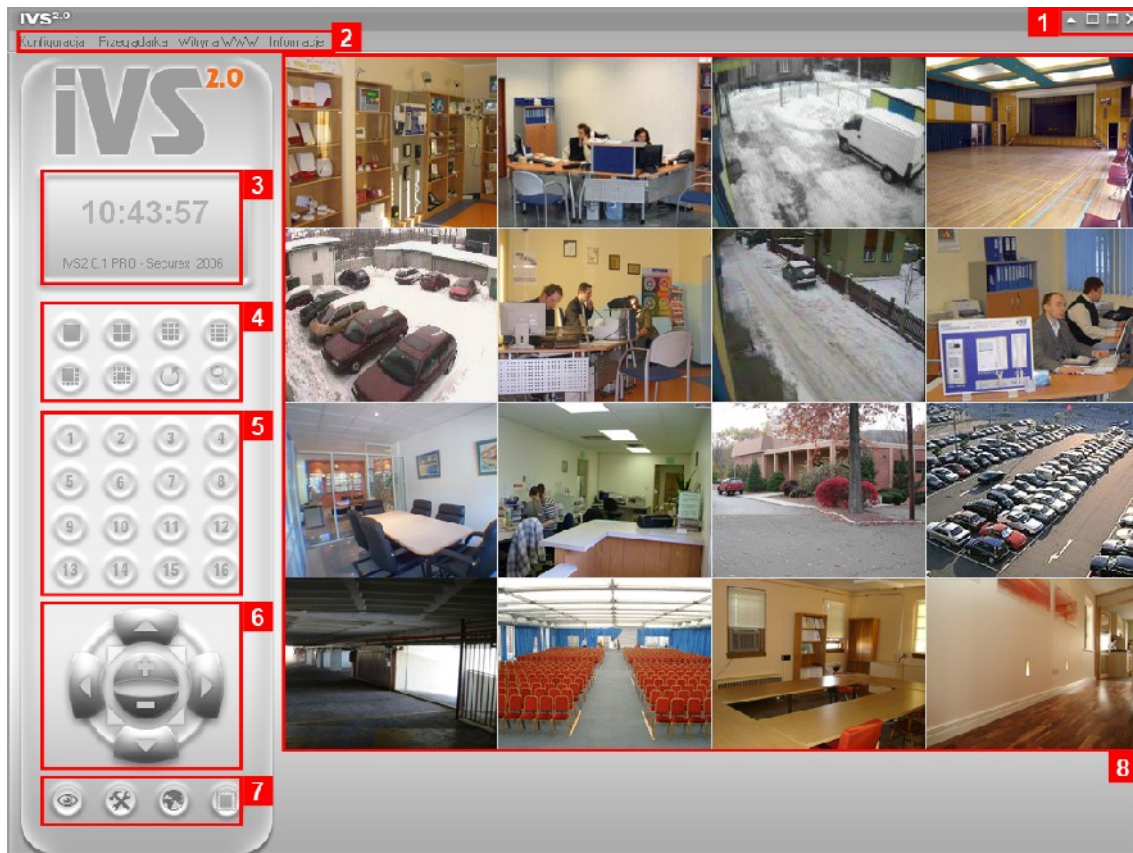 iVS2.0
1
Konfiguracja Przeglądarka Witryna WWW Informacje
2
iVS 2.0
3
10:43:57
IVS2.0.1 PRO - Securex 2006
4
5
1 2 3 4
5 6 7 8
9 10 11 12
13 14 15 16
6
7
8